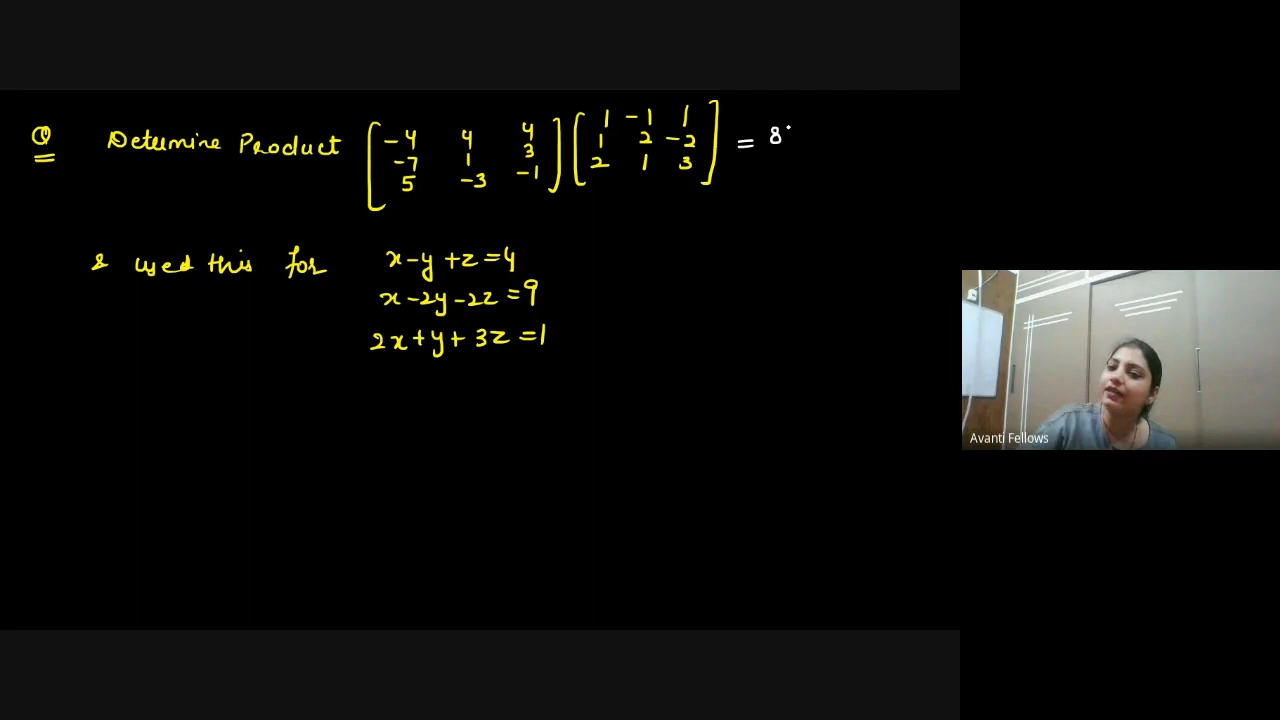 Q Determine Product [ -4 4 4 ] [ 1 -1 1 ] = 8
-7 1 3 1 2 -2
5 -3 -1 2 1 3
& used this for x-y+z=4
x-2y-2z=9
2x+y+3z=1
Avanti Fellows